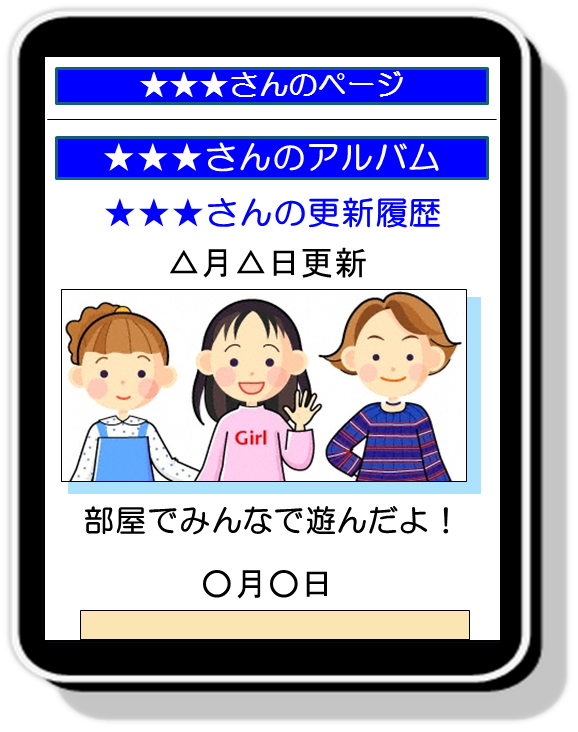 ★★★さんのページ
★★★さんのアルバム
★★★さんの更新履歴
△月△日更新
Girl
部屋でみんなで遊んだよ！
〇月〇日